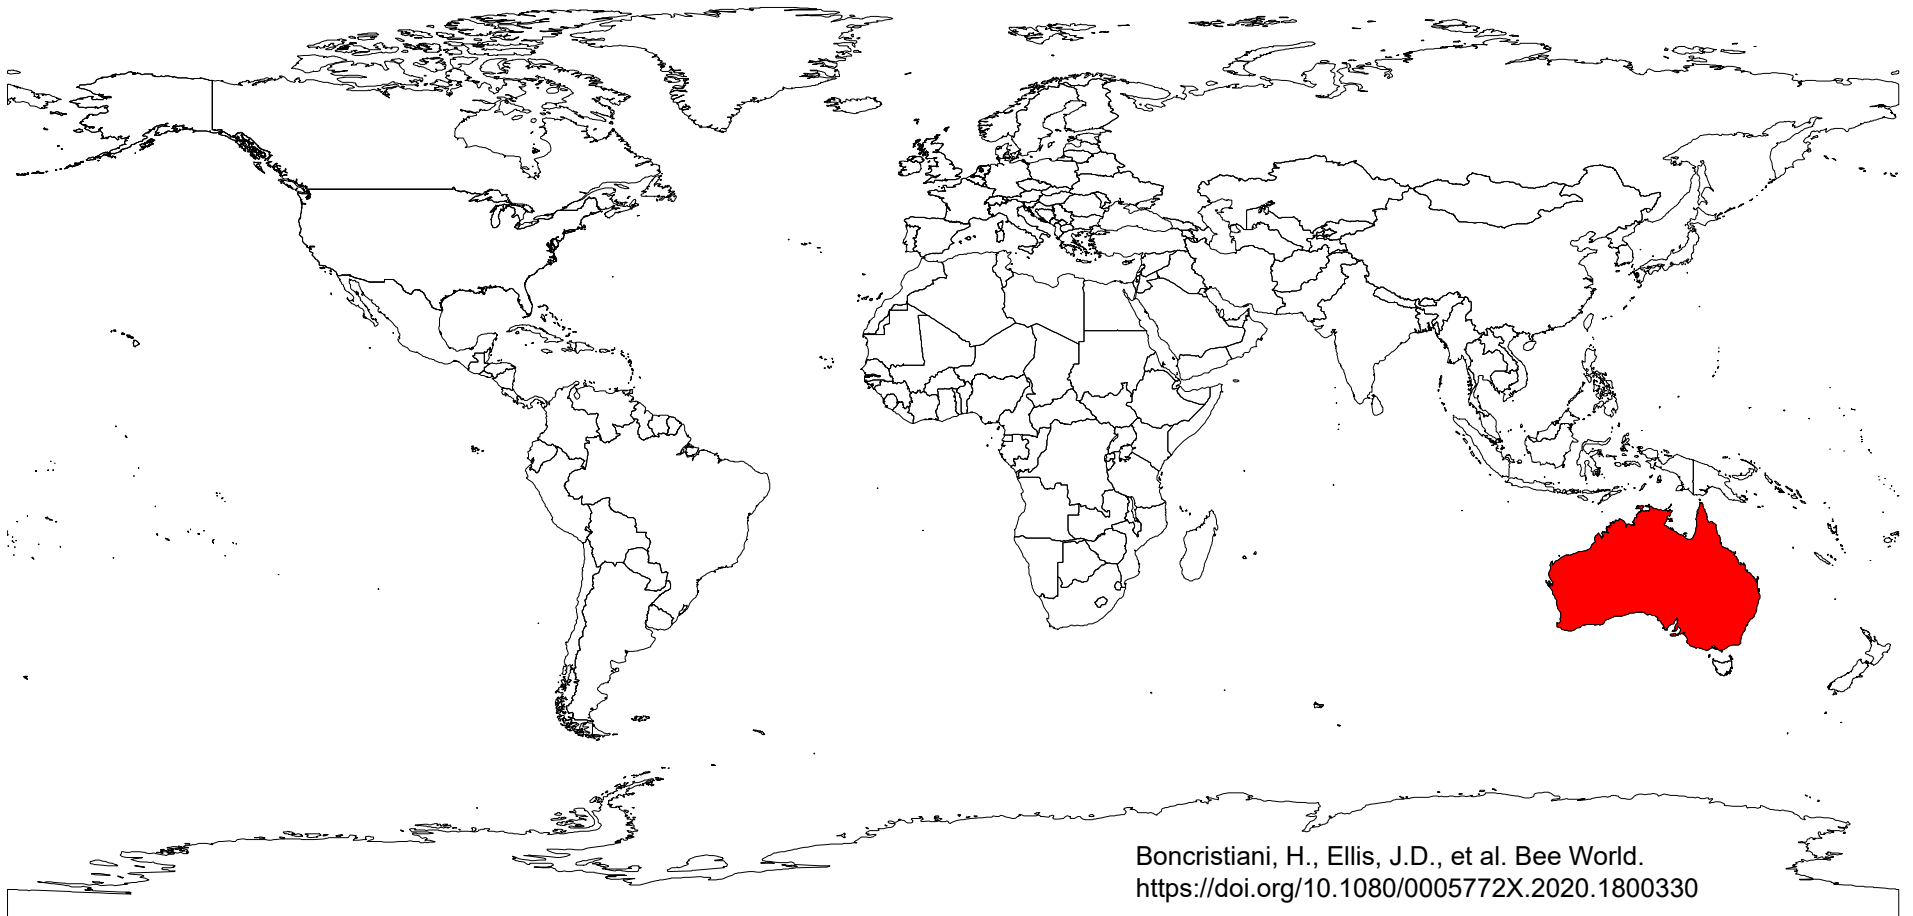 Boncristiani, H., Ellis, J.D., et al. Bee World.
https://doi.org/10.1080/0005772X.2020.1800330